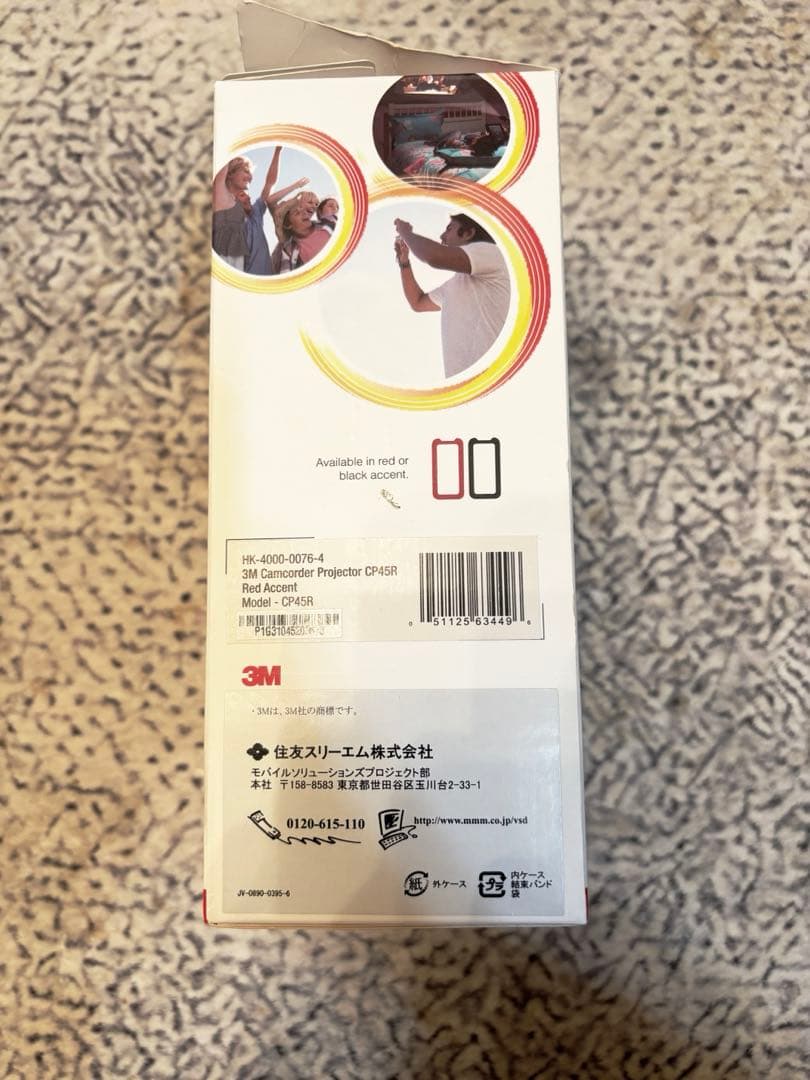 Available in red or
black accent.
HK-4000-0076-4
3M Camcorder Projector CP45R
Red Accent
Model - CP45R
0 51125 63449 6
3M
・3Mは、3M社の商標です。
住友スリーエム株式会社
モバイルソリューションズプロジェクト部
本社 〒158-8583 東京都世田谷区玉川台2-33-1
0120-615-110
http://www.mmm.co.jp/vsd
紙 外ケース
プラ 内ケース
結束バンド
袋
JV-0890-0395-6